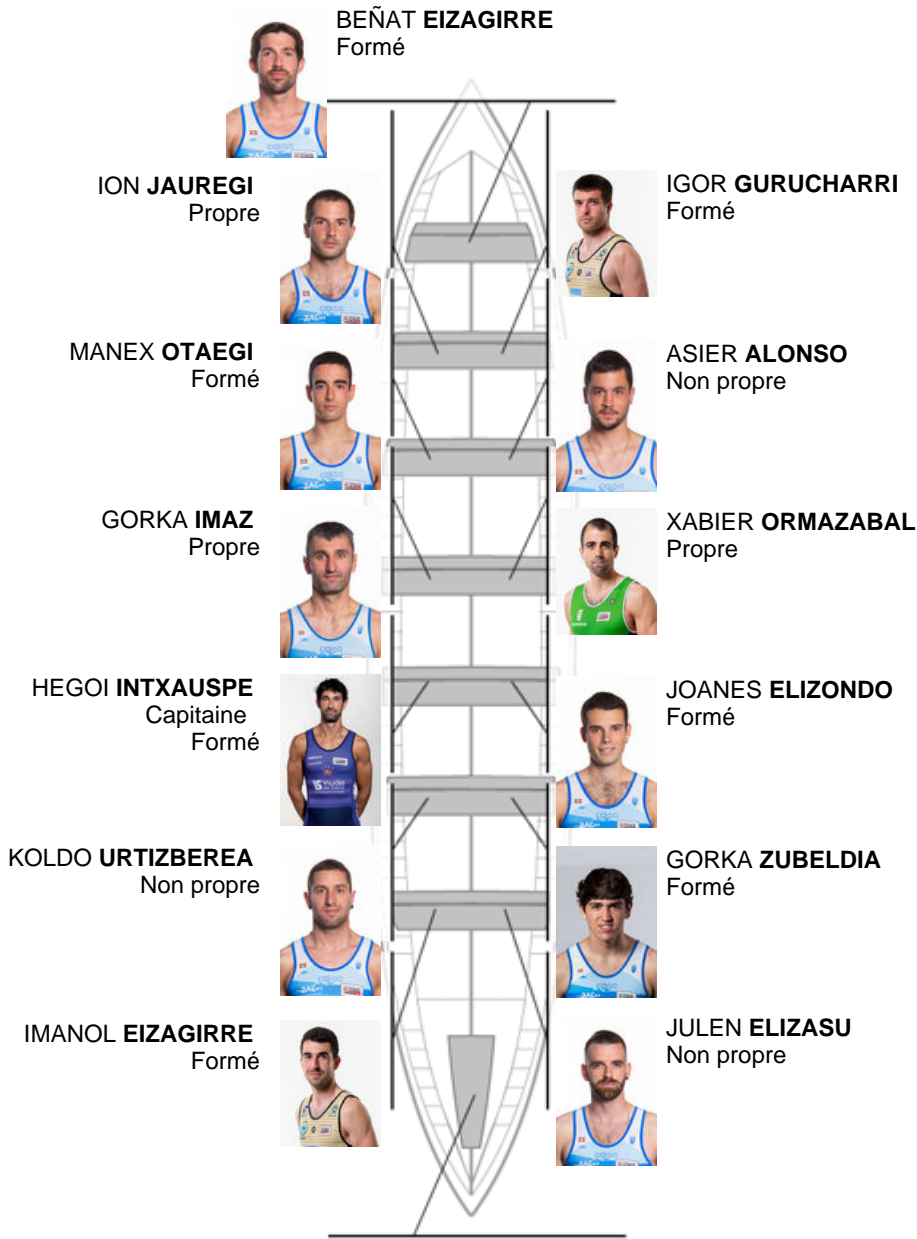 BEÑAT EIZAGIRRE
Formé
ION JAUREGI
Propre
IGOR GURUCHARRI
Formé
MANEX OTAEGI
Formé
ASIER ALONSO
Non propre
GORKA IMAZ
Propre
XABIER ORMAZABAL
Propre
HEGOI INTXAUSPE
Capitaine
Formé
JOANES ELIZONDO
Formé
KOLDO URTIZBEREA
Non propre
GORKA ZUBELDIA
Formé
IMANOL EIZAGIRRE
Formé
JULEN ELIZASU
Non propre